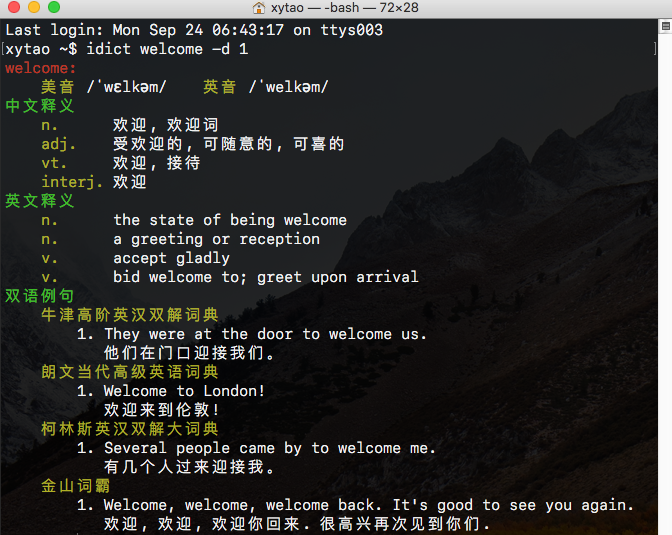 xytao — -bash — 72×28
Last login: Mon Sep 24 06:43:17 on ttys003
[xytao ~$ idict welcome -d 1 ]
welcome:
美音 /ˈwɛlkəm/ 英音 /ˈwelkəm/
中文释义
n. 欢迎, 欢迎词
adj. 受欢迎的, 可随意的, 可喜的
vt. 欢迎, 接待
interj. 欢迎
英文释义
n. the state of being welcome
n. a greeting or reception
v. accept gladly
v. bid welcome to; greet upon arrival
双语例句
牛津高阶英汉双解词典
1. They were at the door to welcome us.
他们在门口迎接我们。
朗文当代高级英语词典
1. Welcome to London!
欢迎来到伦敦!
柯林斯英汉双解大词典
1. Several people came by to welcome me.
有几个人过来迎接我。
金山词霸
1. Welcome, welcome, welcome back. It's good to see you again.
欢迎, 欢迎, 欢迎你回来. 很高兴再次见到你们.